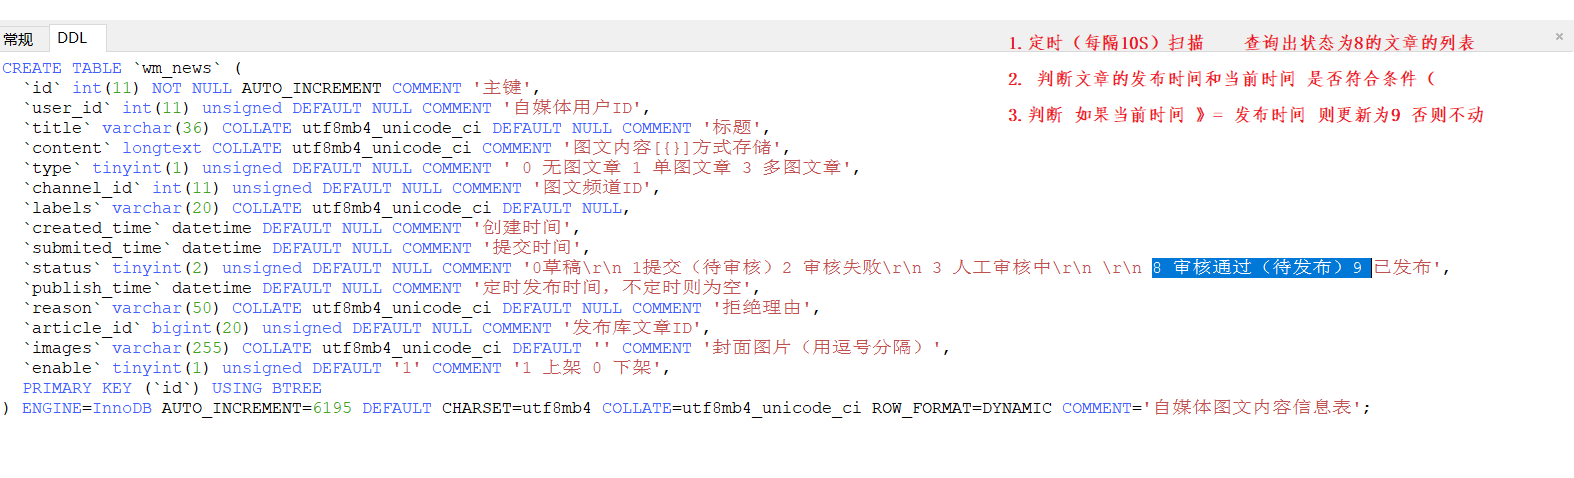 常规 DDL ×
1.定时（每隔10S）扫描 查询出状态为8的文章的列表
2. 判断文章的发布时间和当前时间 是否符合条件（
3.判断 如果当前时间 》= 发布时间 则更新为9 否则不动
CREATE TABLE `wm_news` (
`id` int(11) NOT NULL AUTO_INCREMENT COMMENT '主键',
`user_id` int(11) unsigned DEFAULT NULL COMMENT '自媒体用户ID',
`title` varchar(36) COLLATE utf8mb4_unicode_ci DEFAULT NULL COMMENT '标题',
`content` longtext COLLATE utf8mb4_unicode_ci COMMENT '图文内容[{}]方式存储',
`type` tinyint(1) unsigned DEFAULT NULL COMMENT ' 0 无图文章 1 单图文章 3 多图文章',
`channel_id` int(11) unsigned DEFAULT NULL COMMENT '图文频道ID',
`labels` varchar(20) COLLATE utf8mb4_unicode_ci DEFAULT NULL,
`created_time` datetime DEFAULT NULL COMMENT '创建时间',
`submited_time` datetime DEFAULT NULL COMMENT '提交时间',
`status` tinyint(2) unsigned DEFAULT NULL COMMENT '0草稿\r\n 1提交（待审核）2 审核失败\r\n 3 人工审核中\r\n \r\n 8 审核通过（待发布）9 已发布',
`publish_time` datetime DEFAULT NULL COMMENT '定时发布时间，不定时则为空',
`reason` varchar(50) COLLATE utf8mb4_unicode_ci DEFAULT NULL COMMENT '拒绝理由',
`article_id` bigint(20) unsigned DEFAULT NULL COMMENT '发布库文章ID',
`images` varchar(255) COLLATE utf8mb4_unicode_ci DEFAULT '' COMMENT '封面图片（用逗号分隔）',
`enable` tinyint(1) unsigned DEFAULT '1' COMMENT '1 上架 0 下架',
PRIMARY KEY (`id`) USING BTREE
) ENGINE=InnoDB AUTO_INCREMENT=6195 DEFAULT CHARSET=utf8mb4 COLLATE=utf8mb4_unicode_ci ROW_FORMAT=DYNAMIC COMMENT='自媒体图文内容信息表';